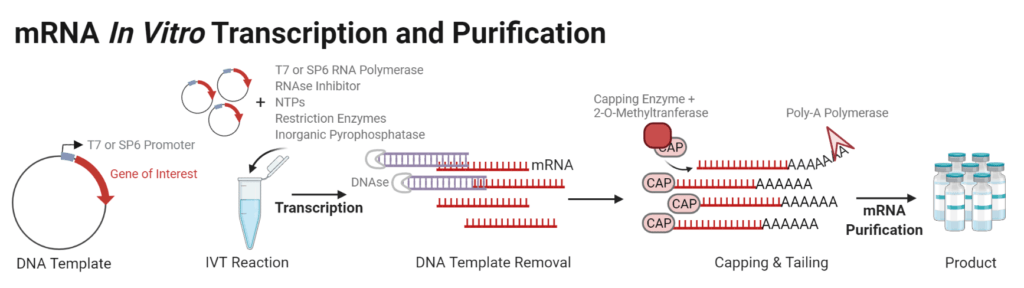 mRNA In Vitro Transcription and Purification
T7 or SP6 RNA Polymerase
RNAse Inhibitor
NTPs
Restriction Enzymes
Inorganic Pyrophosphatase
+
T7 or SP6 Promoter
Gene of Interest
DNA Template
IVT Reaction
Transcription
mRNA
DNAse
DNA Template Removal
Capping Enzyme +
2-O-Methyltranferase
CAP
AAAAAAA
CAP
AAAAAA
CAP
AAAAAA
CAP
AAAAAA
Poly-A Polymerase
Capping & Tailing
mRNA
Purification
Product